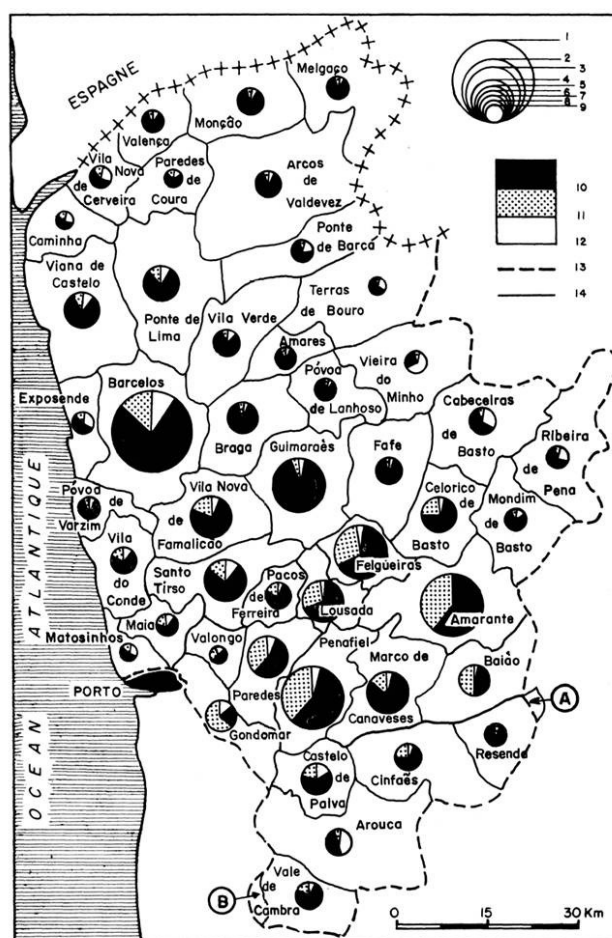 ESPAGNE
Melgaço
Monção
Valença
Vila Nova
de
Cerveira
Paredes
de
Coura
Arcos
de
Valdevez
Caminha
Ponte
de Barca
Viana de
Castelo
Ponte de
Lima
Vila Verde
Terras
de Bouro
Amares
Vieira
do
Minho
Póvoa
de Lanhoso
Exposende
Barcelos
Braga
Guimaraês
Fafe
Cabeceiras
de
Basto
Ribeira
de
Pena
Póvoa de
Varzim
Vila Nova
de
Famalicão
Celorico
de
Basto
Mondim
de
Basto
Vila
do
Conde
Santo
Tirso
Pacos
de
Ferreira
Felgüeiras
Lousada
Amarante
Maia
Matosinhos
Valongo
PORTO
Paredes
Penafiel
Marco de
Canaveses
Baião
Gondomar
Castelo
de
Paiva
Cinfaẽs
Resende
Arouca
Vale
de
Cambra
OCEAN ATLANTIQUE
A
B
1
2
3
4
5
6
7
8
9
10
11
12
13
14
0 15 30 Km